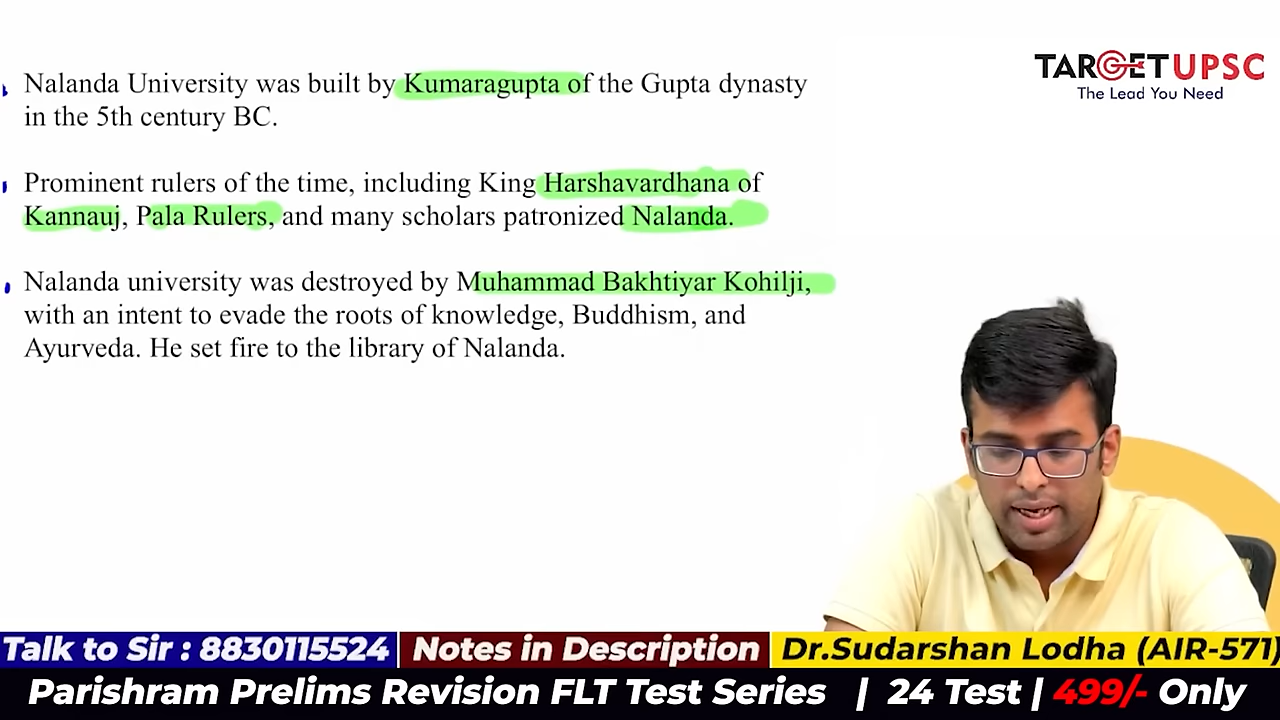 Nalanda University was built by Kumaragupta of the Gupta dynasty
in the 5th century BC.
Prominent rulers of the time, including King Harshavardhana of
Kannauj, Pala Rulers, and many scholars patronized Nalanda.
Nalanda university was destroyed by Muhammad Bakhtiyar Kohilji,
with an intent to evade the roots of knowledge, Buddhism, and
Ayurveda. He set fire to the library of Nalanda.
TARGET UPSC
The Lead You Need
Talk to Sir : 8830115524
Notes in Description
Dr.Sudarshan Lodha (AIR-571)
Parishram Prelims Revision FLT Test Series | 24 Test | 499/- Only